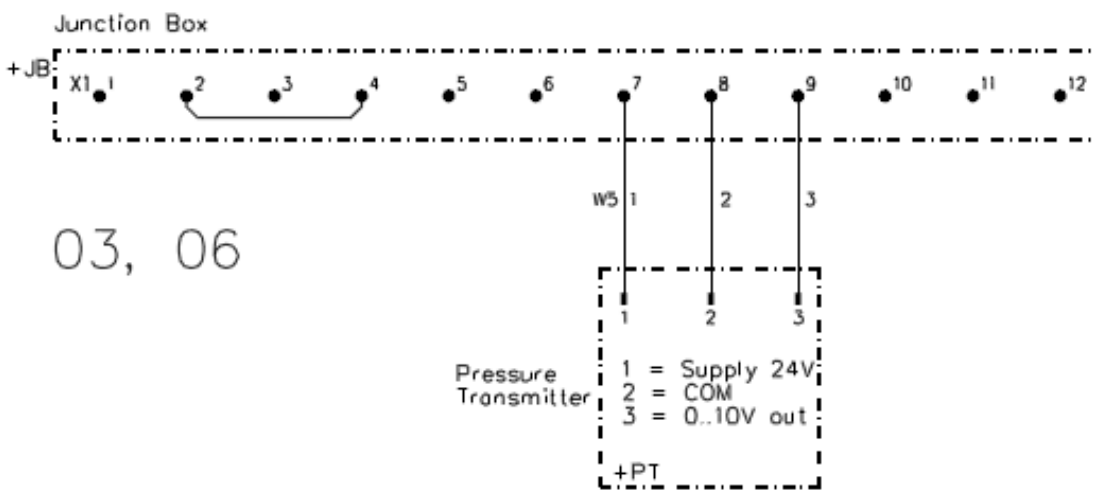 Junction Box
+JB
X1 1 2 3 4 5 6 7 8 9 10 11 12
W5 1 2 3
03, 06
1 2 3
Pressure
Transmitter
1 = Supply 24V
2 = COM
3 = 0..10V out
+PT